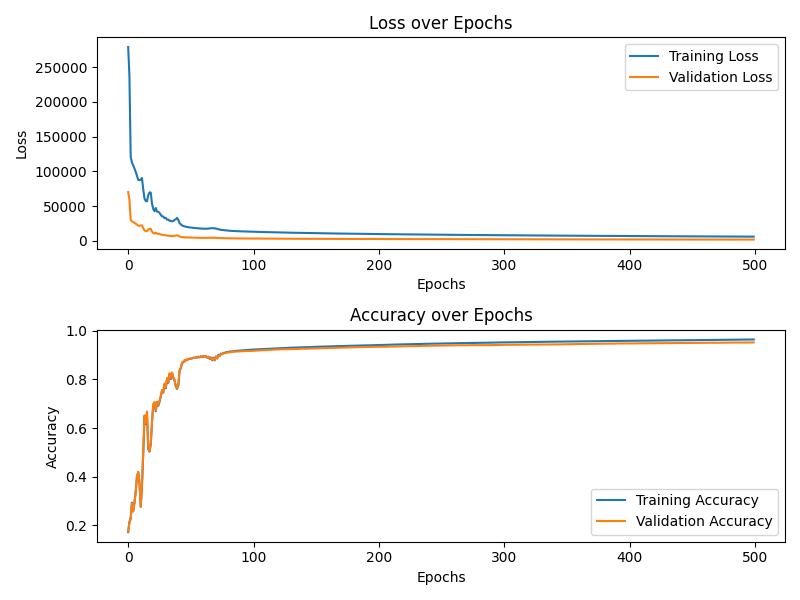 Loss over Epochs
Loss
250000
200000
150000
100000
50000
0
Training Loss
Validation Loss
0 100 200 300 400 500
Epochs
Accuracy over Epochs
Accuracy
1.0
0.8
0.6
0.4
0.2
Training Accuracy
Validation Accuracy
0 100 200 300 400 500
Epochs